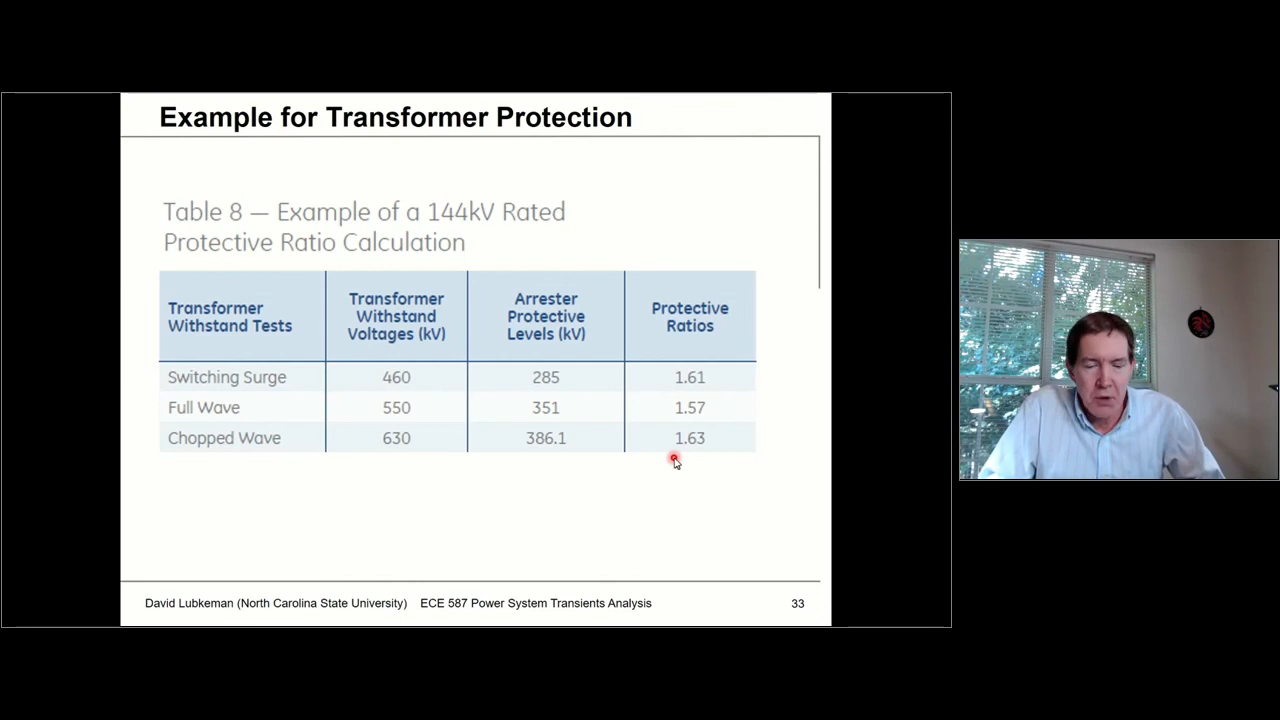 Example for Transformer Protection
Table 8 — Example of a 144kV Rated
Protective Ratio Calculation
Transformer
Withstand Tests
Transformer
Withstand
Voltages (kV)
Arrester
Protective
Levels (kV)
Protective
Ratios
Switching Surge 460 285 1.61
Full Wave 550 351 1.57
Chopped Wave 630 386.1 1.63
David Lubkeman (North Carolina State University) ECE 587 Power System Transients Analysis 33